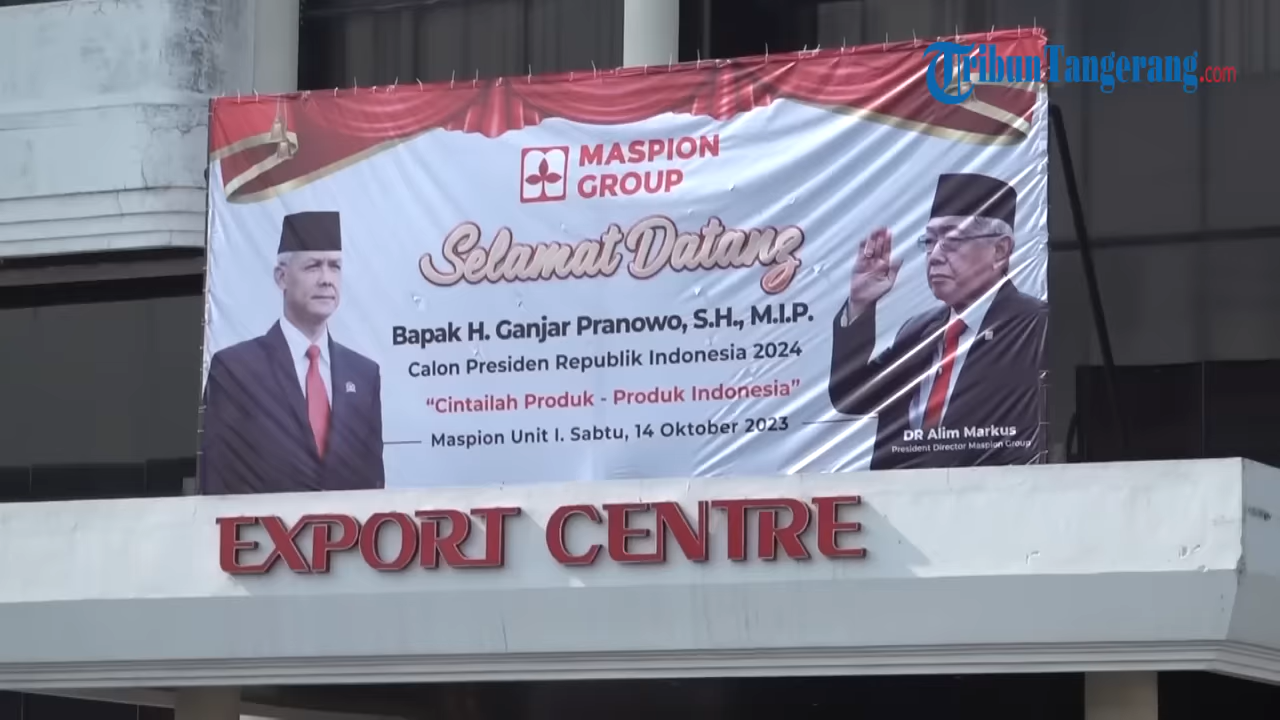 TribunTangerang.com
MASPION
GROUP
Selamat Datang
Bapak H. Ganjar Pranowo, S.H., M.I.P.
Calon Presiden Republik Indonesia 2024
“Cintailah Produk - Produk Indonesia”
Maspion Unit I. Sabtu, 14 Oktober 2023
DR Alim Markus
President Director Maspion Group
EXPORT CENTRE